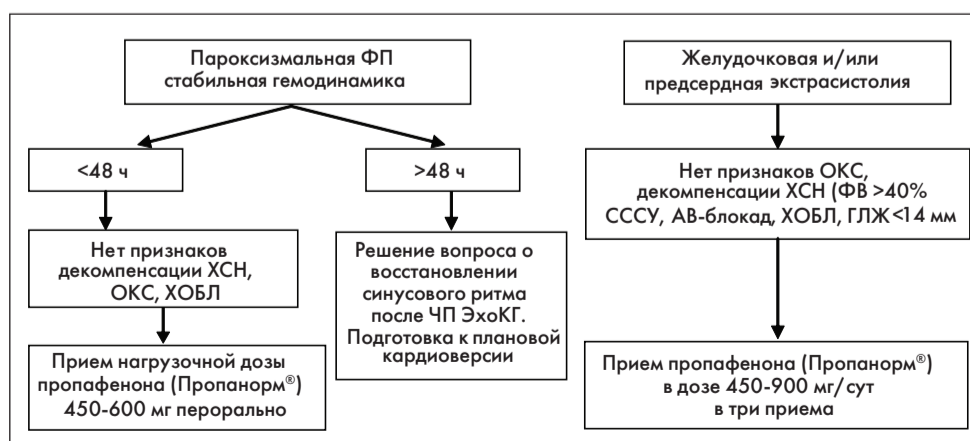 Пароксизмальная ФП
стабильная гемодинамика
<48 ч
>48 ч
Нет признаков
декомпенсации ХСН,
ОКС, ХОБЛ
Решение вопроса о
восстановлении
синусового ритма
после ЧП ЭхоКГ.
Подготовка к плановой
кардиоверсии
Прием нагрузочной дозы
пропафенона (Пропанорм®)
450-600 мг перорально
Желудочковая и/или
предсердная экстрасистолия
Нет признаков ОКС,
декомпенсации ХСН (ФВ >40%
СССУ, АВ-блокад, ХОБЛ, ГЛЖ<14 мм
Прием пропафенона (Пропанорм®)
в дозе 450-900 мг/сут
в три приема